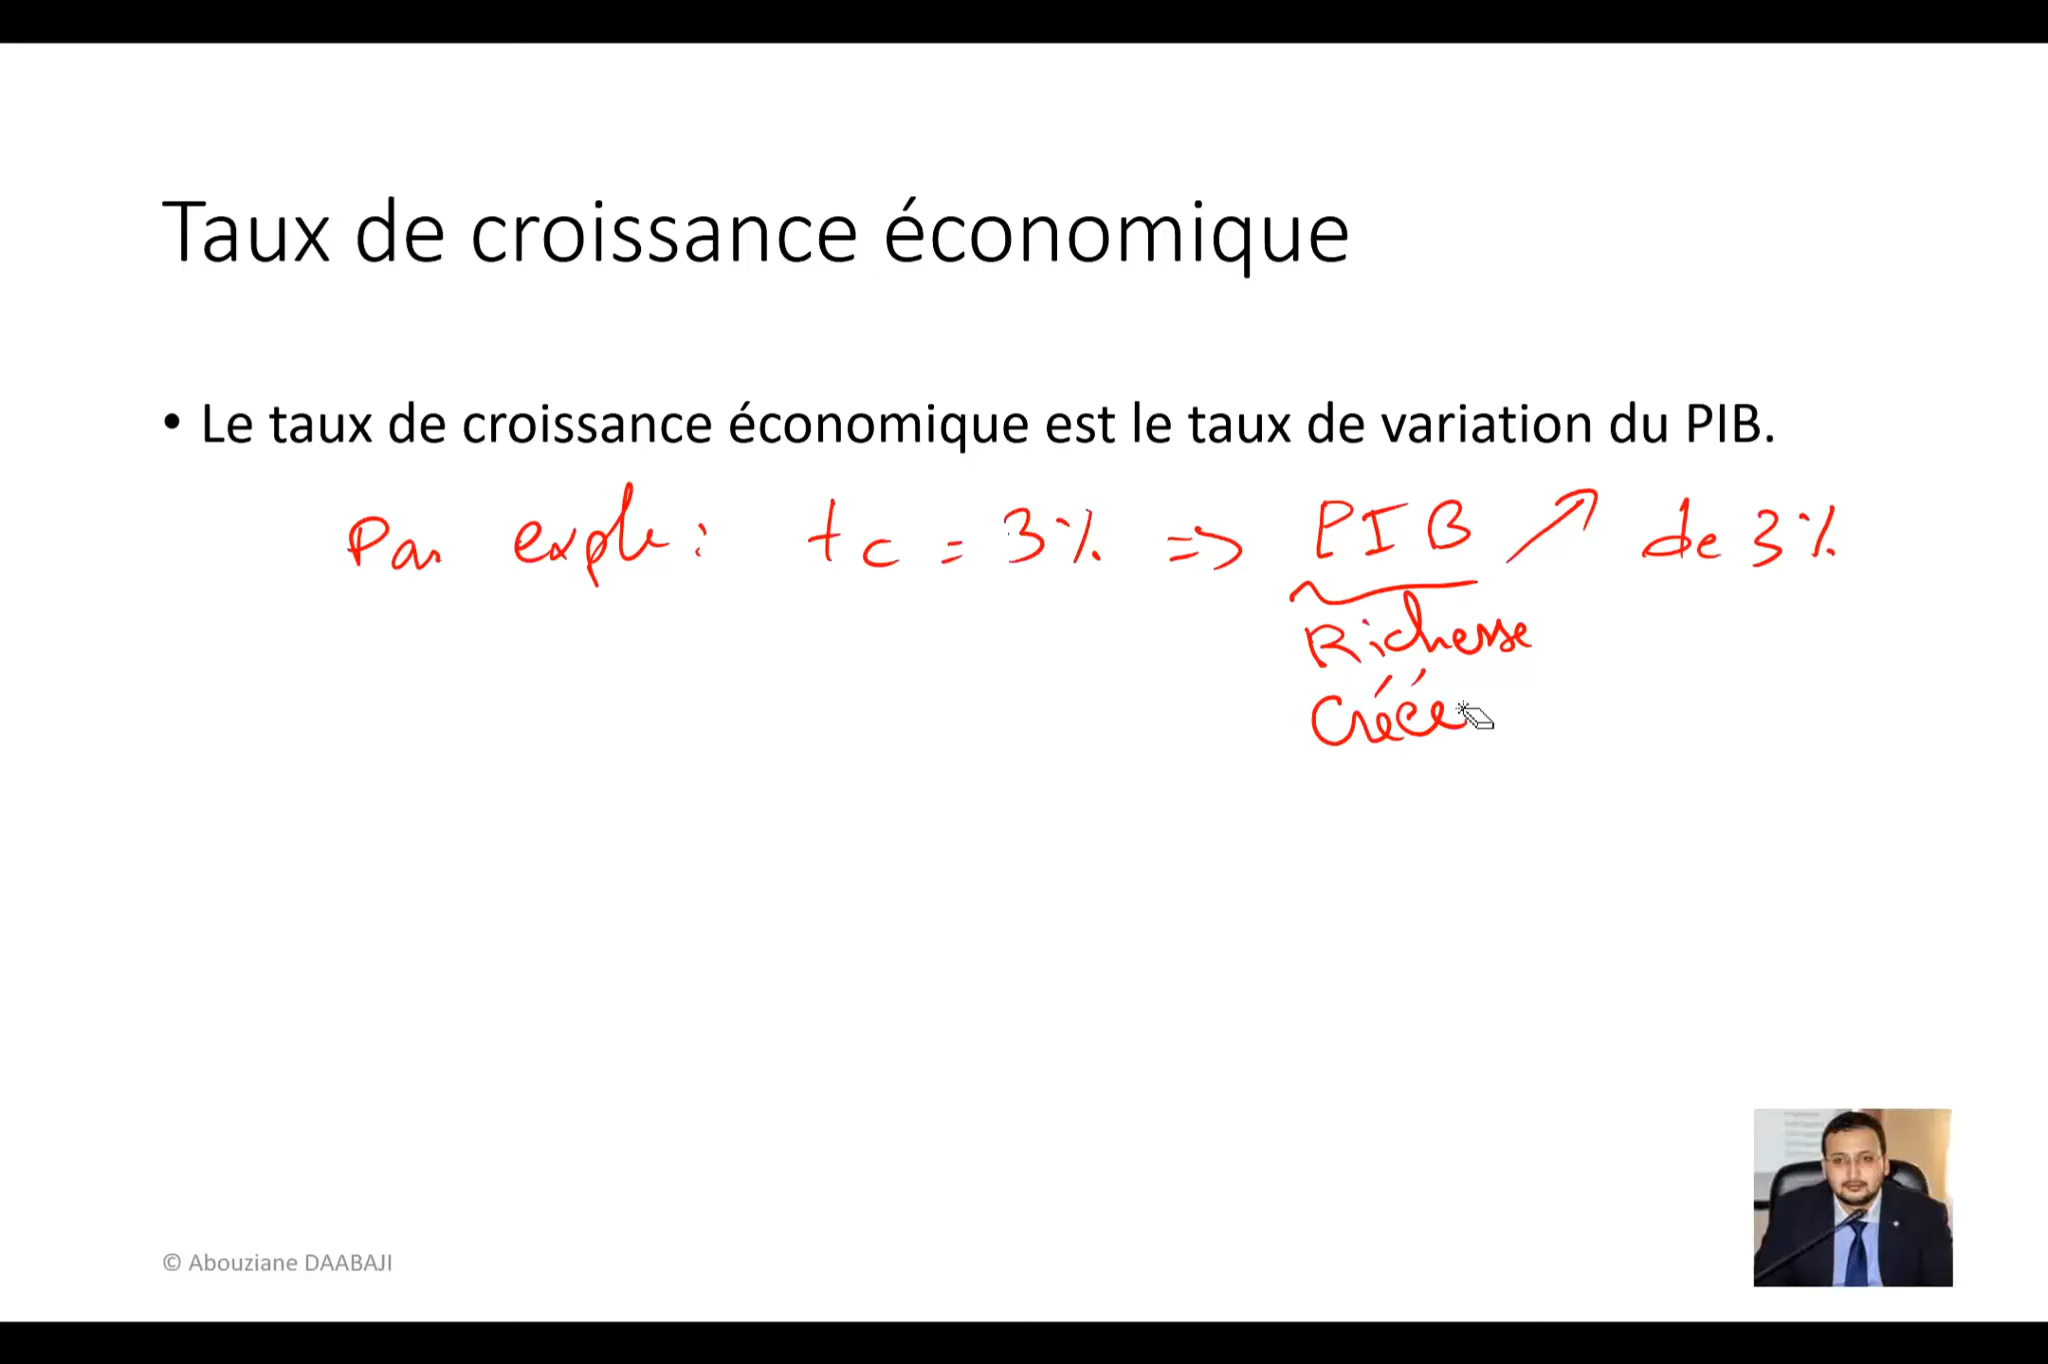 Taux de croissance économique
• Le taux de croissance économique est le taux de variation du PIB.
Par exple : tc = 3% => PIB ↗ de 3%
Richesse
Créée
© Abouziane DAABAJI